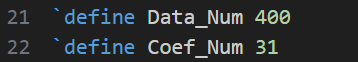 21 `define Data_Num 400
22 `define Coef_Num 31